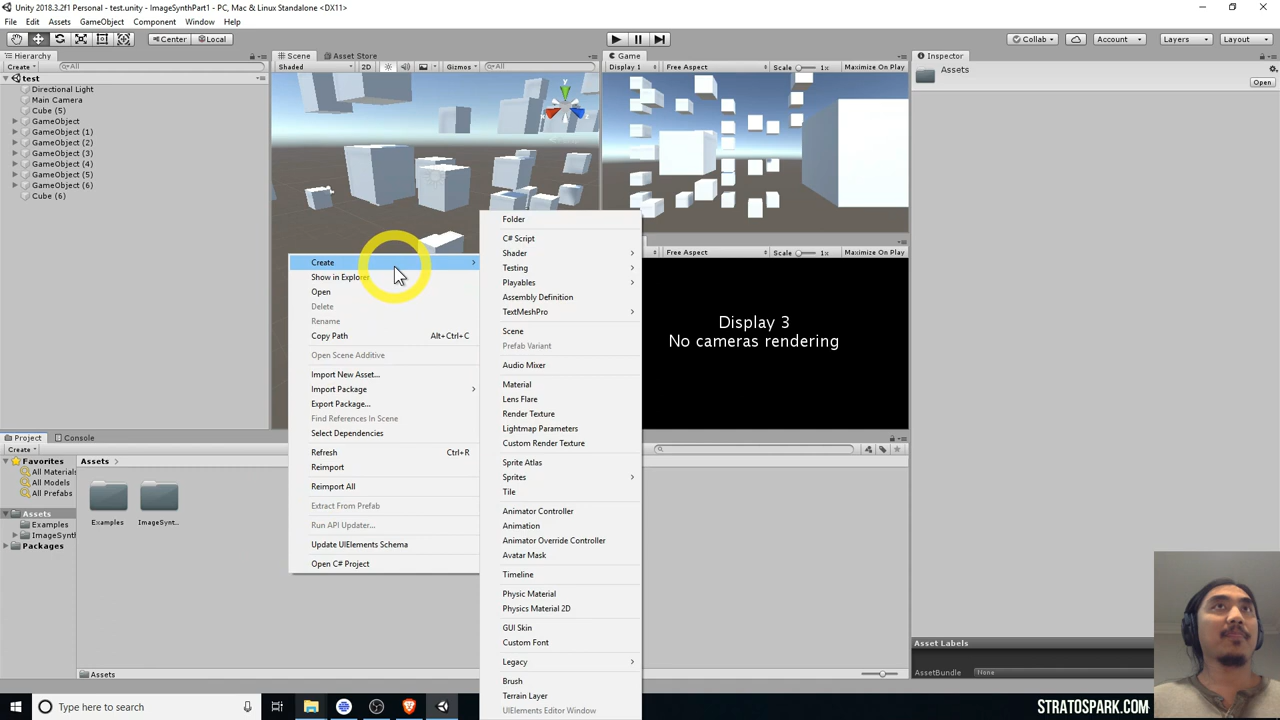 Unity 2018.3.2f1 Personal - test.unity - ImageSynthPart1 - PC, Mac & Linux Standalone <DX11>
File Edit Assets GameObject Component Window Help
Center Local Collab Account Layers Layout
Hierarchy Scene Asset Store Game Inspector
Create All Shaded 2D Gizmos All Display 1 Free Aspect Scale 1x Maximize On Play Assets
Open
test
Directional Light
Main Camera
Cube (5)
GameObject
GameObject (1)
GameObject (2)
GameObject (3)
GameObject (4)
GameObject (5)
GameObject (6)
Cube (6)
y
Free Aspect Scale 1x Maximize On Play
Display 3
No cameras rendering
Create
Show in Explorer
Open
Delete
Rename
Copy Path Alt+Ctrl+C
Open Scene Additive
Import New Asset...
Import Package
Export Package...
Find References In Scene
Select Dependencies
Refresh Ctrl+R
Reimport
Reimport All
Extract From Prefab
Run API Updater...
Update UIElements Schema
Open C# Project
Folder
C# Script
Shader
Testing
Playables
Assembly Definition
TextMeshPro
Scene
Prefab Variant
Audio Mixer
Material
Lens Flare
Render Texture
Lightmap Parameters
Custom Render Texture
Sprite Atlas
Sprites
Tile
Animator Controller
Animation
Animator Override Controller
Avatar Mask
Timeline
Physic Material
Physics Material 2D
GUI Skin
Custom Font
Legacy
Brush
Terrain Layer
UIElements Editor Window
Project Console
Create
Favorites
All Materials
All Models
All Prefabs
Assets
Examples
ImageSynth
Packages
Assets
Examples ImageSynt...
Assets
Asset Labels
AssetBundle None
Type here to search
STRATOSPARK.COM